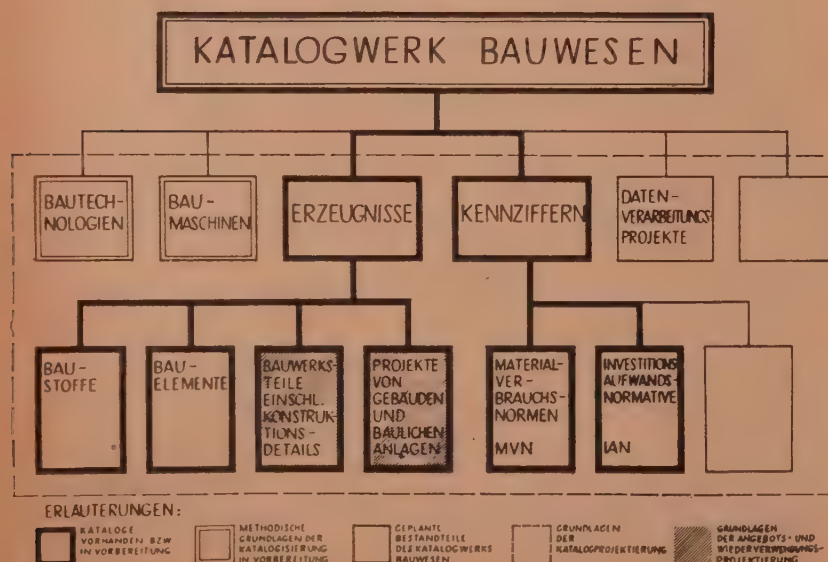 KATALOGWERK BAUWESEN
BAUTECH-
NOLOGIEN
BAU-
MASCHINEN
ERZEUGNISSE
KENNZIFFERN
DATEN-
VERARBEITUNGS-
PROJEKTE
BAU-
STOFFE
BAU-
ELEMENTE
BAUWERKS-
TEILE
EINSCHL.
KONSTRUK-
TIONS-
DETAILS
PROJEKTE
VON
GEBÄUDEN
UND
BAULICHEN
ANLAGEN
MATERIAL-
VER-
BRAUCHS-
NORMEN
MVN
INVESTITIONS
AUFWANDS-
NORMATIVE
IAN
ERLÄUTERUNGEN:
KATALOGE
VORHANDEN BZW
IN VORBEREITUNG
METHODISCHE
GRUNDLAGEN DER
KATALOGISIERUNG
IN VORBEREITUNG
GEPLANTE
BESTANDTEILE
DES KATALOGWERKS
BAUWESEN
GRUNDLAGEN
DER
KATALOGPROJEKTIERUNG
GRUNDLAGEN
DER ANGEBOTS- UND
WIEDERVERWENDUNGS-
PROJEKTIERUNG